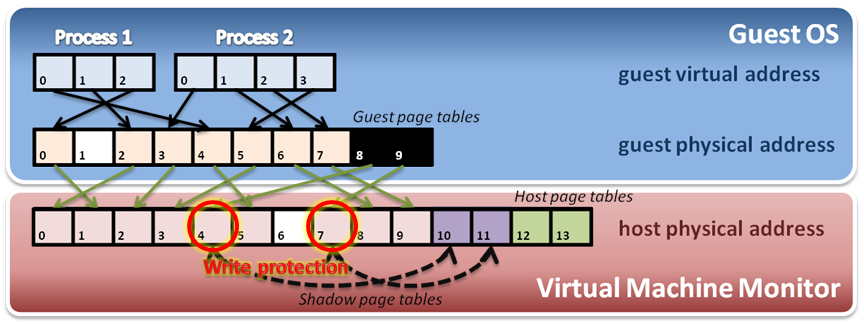 Process 1 Process 2 Guest OS
0 1 2 0 1 2 3 guest virtual address
Guest page tables
0 1 2 3 4 5 6 7 8 9 guest physical address
Host page tables
0 1 2 3 4 5 6 7 8 9 10 11 12 13 host physical address
Write protection
Shadow page tables Virtual Machine Monitor